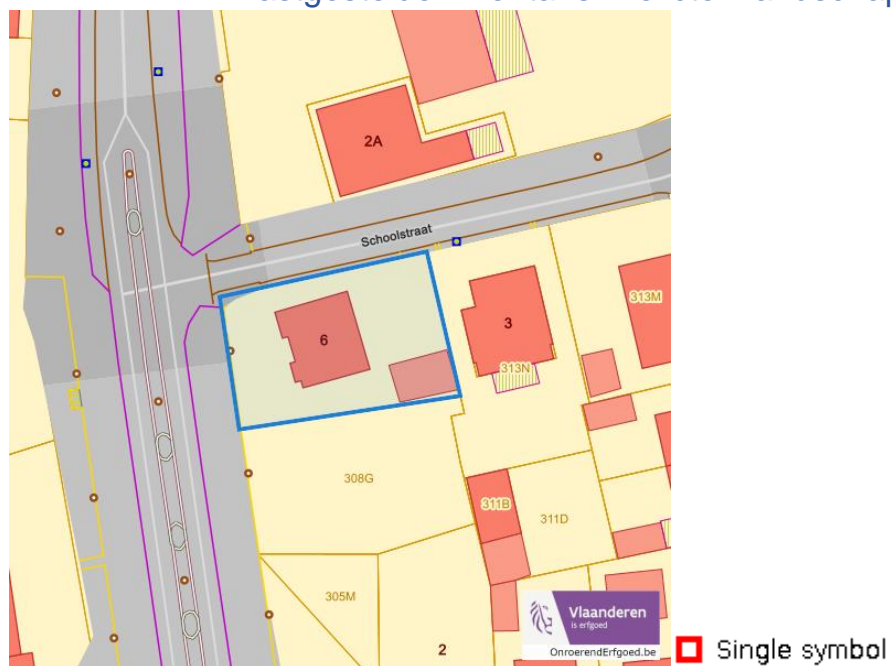 2A
Schoolstraat
313M
6
3
313N
308G
311B
311D
305M
2
Vlaanderen
is erfgoed
OnroerendErfgoed.be
Single symbol